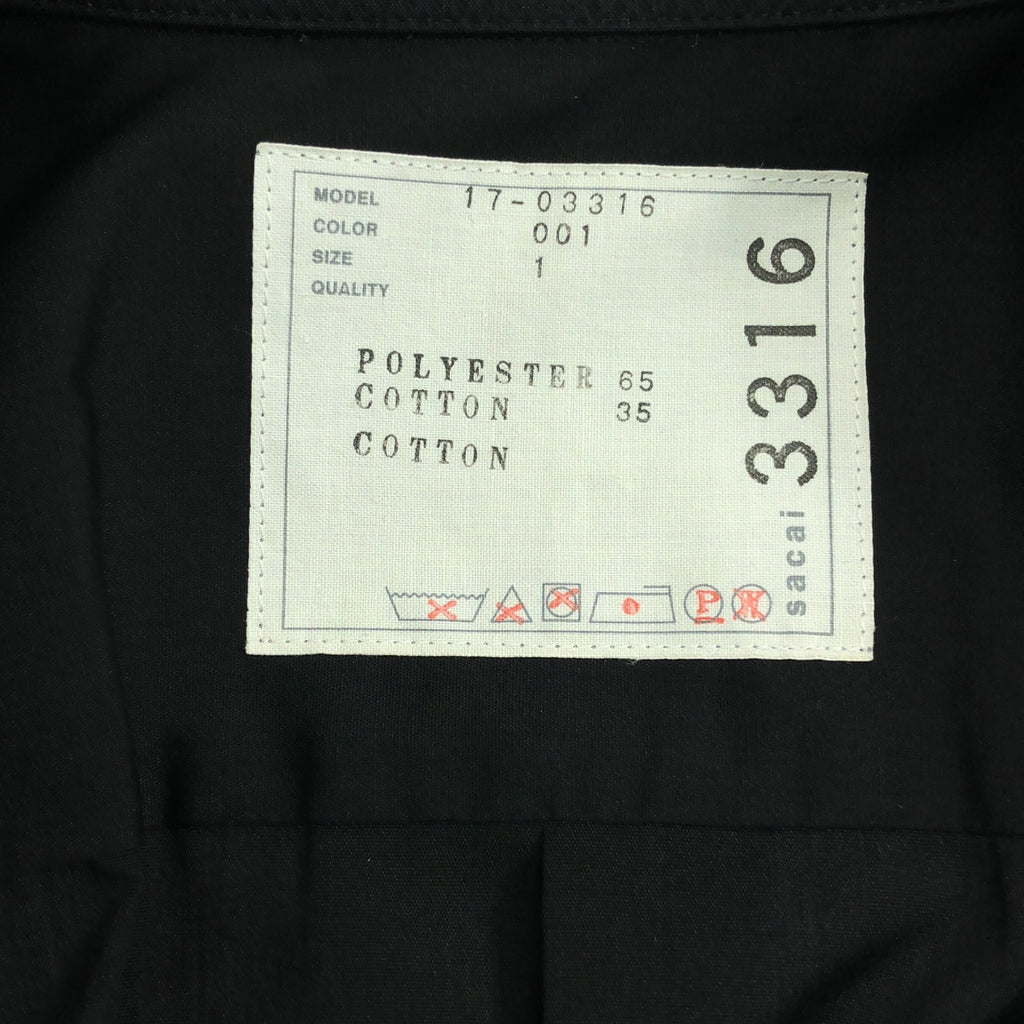 MODEL 17-03316
COLOR 001
SIZE 1
QUALITY
POLYESTER 65
COTTON 35
COTTON
P
W
sacai 3316